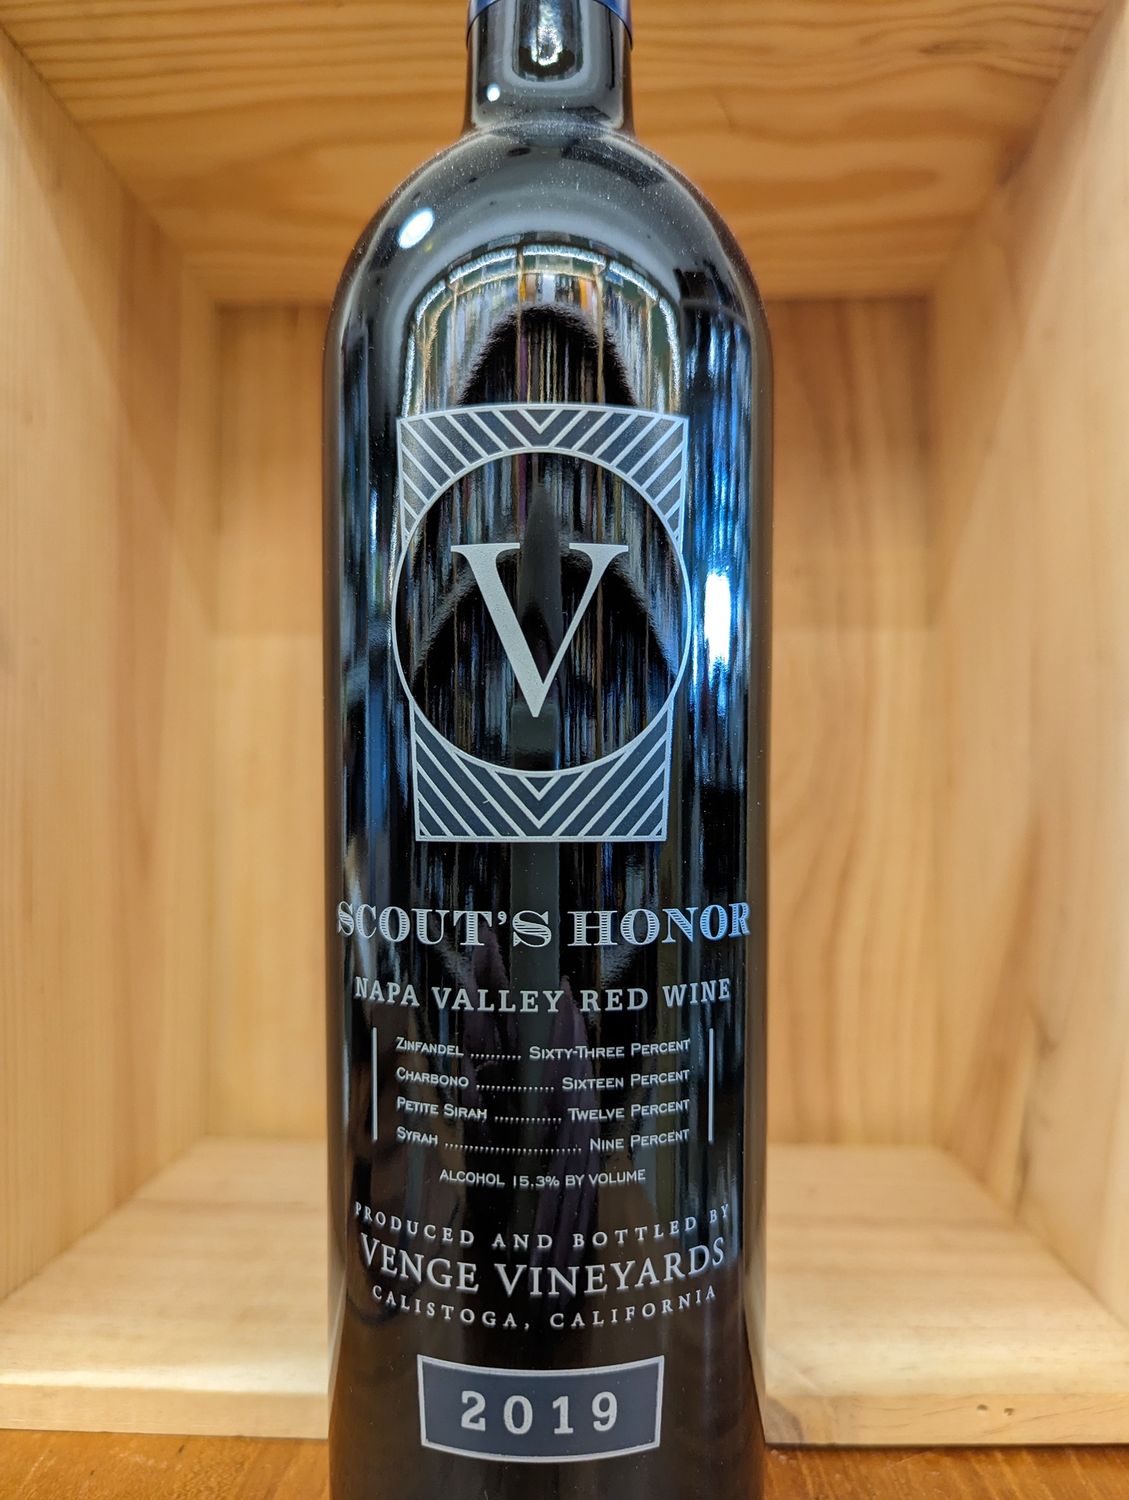 V
SCOUT'S HONOR
NAPA VALLEY RED WINE
ZINFANDEL .......... SIXTY-THREE PERCENT
CHARBONO ............... SIXTEEN PERCENT
PETITE SIRAH ............. TWELVE PERCENT
SYRAH .......................... NINE PERCENT
ALCOHOL 15.3% BY VOLUME
PRODUCED AND BOTTLED BY
VENGE VINEYARDS
CALISTOGA, CALIFORNIA
2019